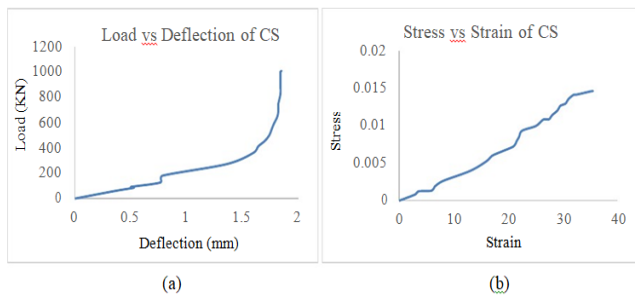 Load vs Deflection of CS
1200
1000
800
600
400
200
0
Load (KN)
0 0.5 1 1.5 2
Deflection (mm)
(a)
Stress vs Strain of CS
0.02
0.015
0.01
0.005
0
Stress
0 10 20 30 40
Strain
(b)